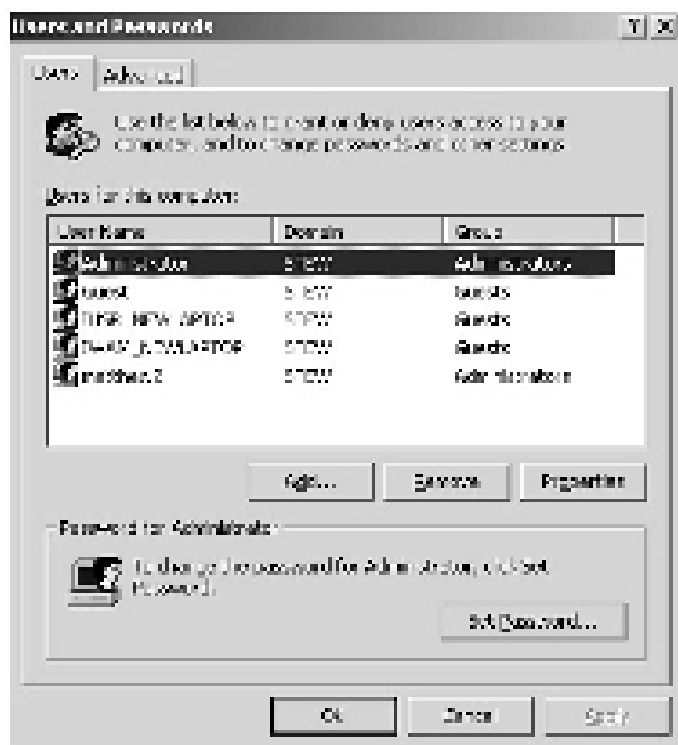 Users and Passwords
Users Advanced
Use the list below to grant or deny users access to your
computer, and to change passwords and other settings
Users for this computer:
User Name Domain Group
Administrator Administrators
Guest Guests
Guests
Guests
Administrators
Add... Remove Properties
Password for Administrator
To change the password for Administrator, click Set
Password.
Set Password...
OK Cancel Apply